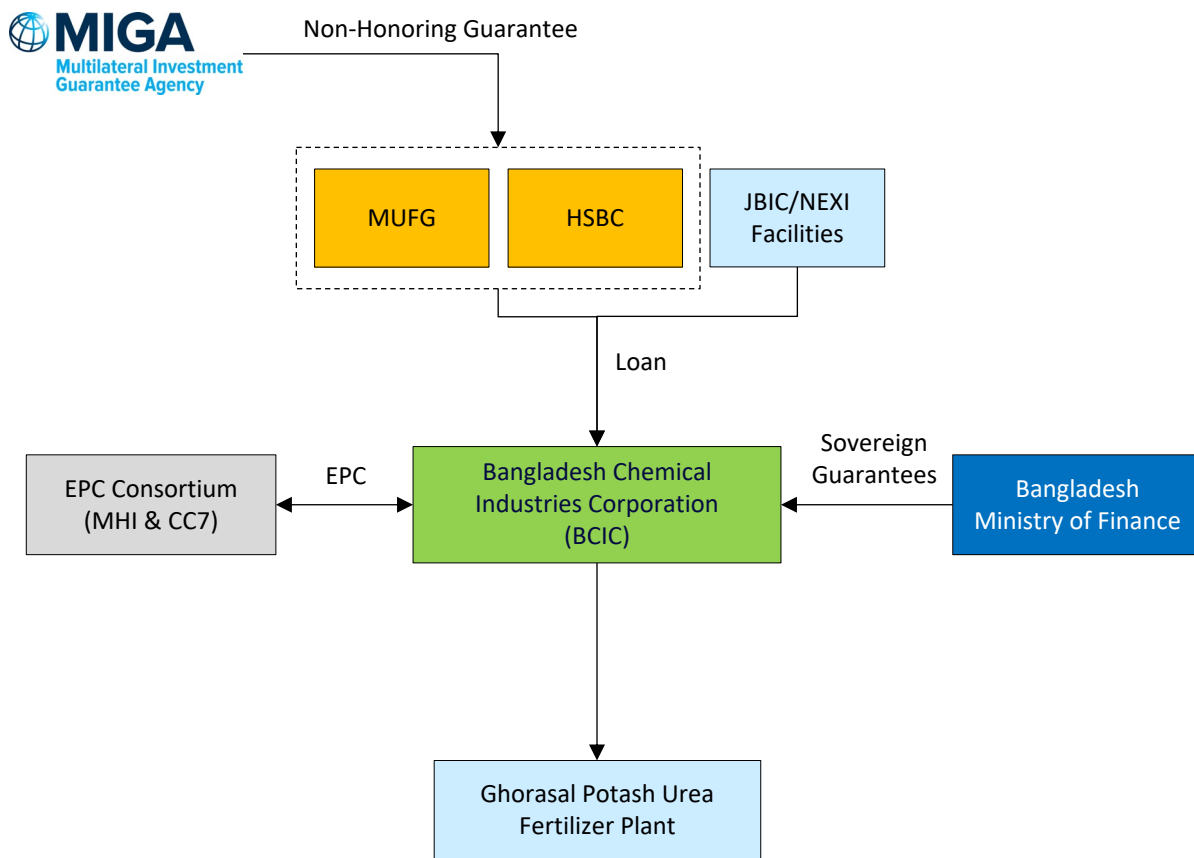 MIGA
Multilateral Investment
Guarantee Agency
Non-Honoring Guarantee
MUFG
HSBC
JBIC/NEXI
Facilities
Loan
EPC Consortium
(MHI & CC7)
EPC
Bangladesh Chemical
Industries Corporation
(BCIC)
Sovereign
Guarantees
Bangladesh
Ministry of Finance
Ghorasal Potash Urea
Fertilizer Plant